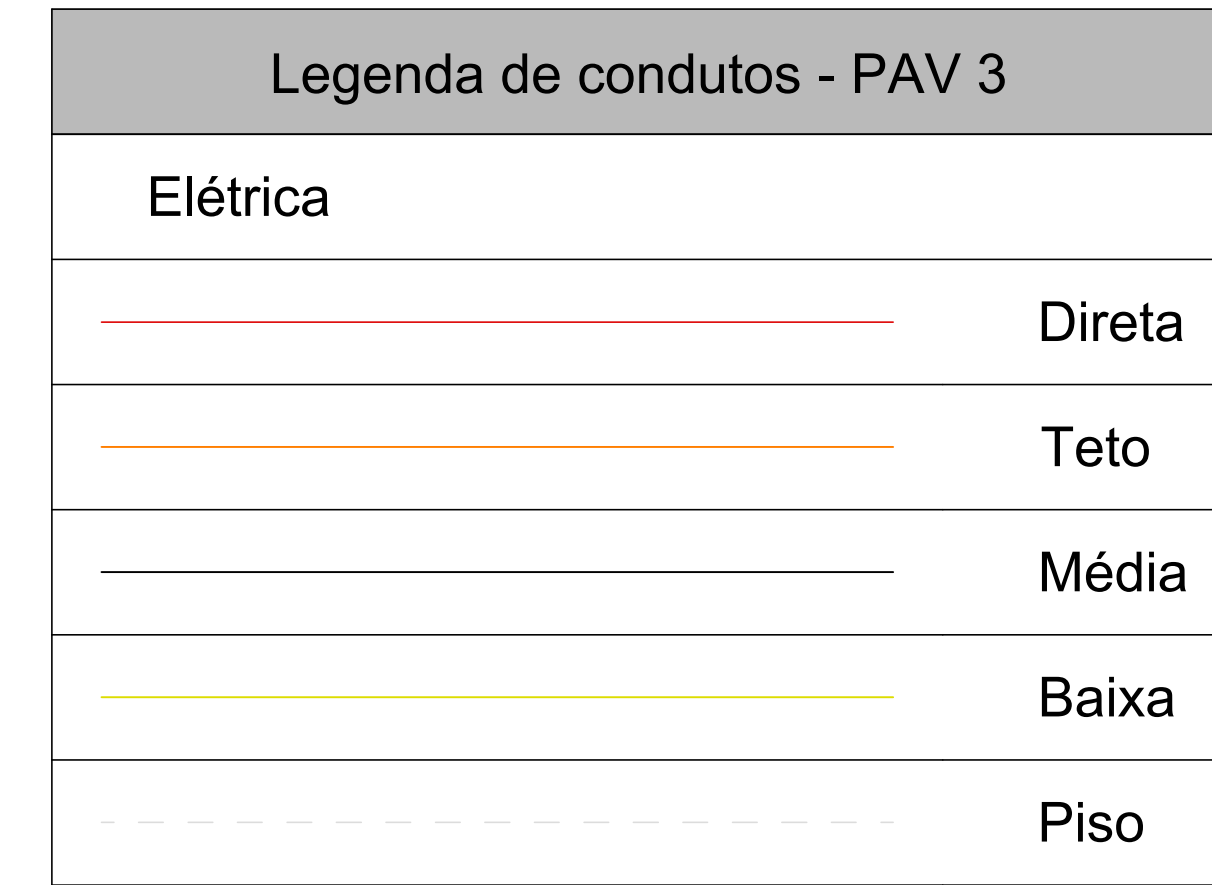 Legenda de condutos - PAV 3
Elétrica
Direta
Teto
Média
Baixa
Piso